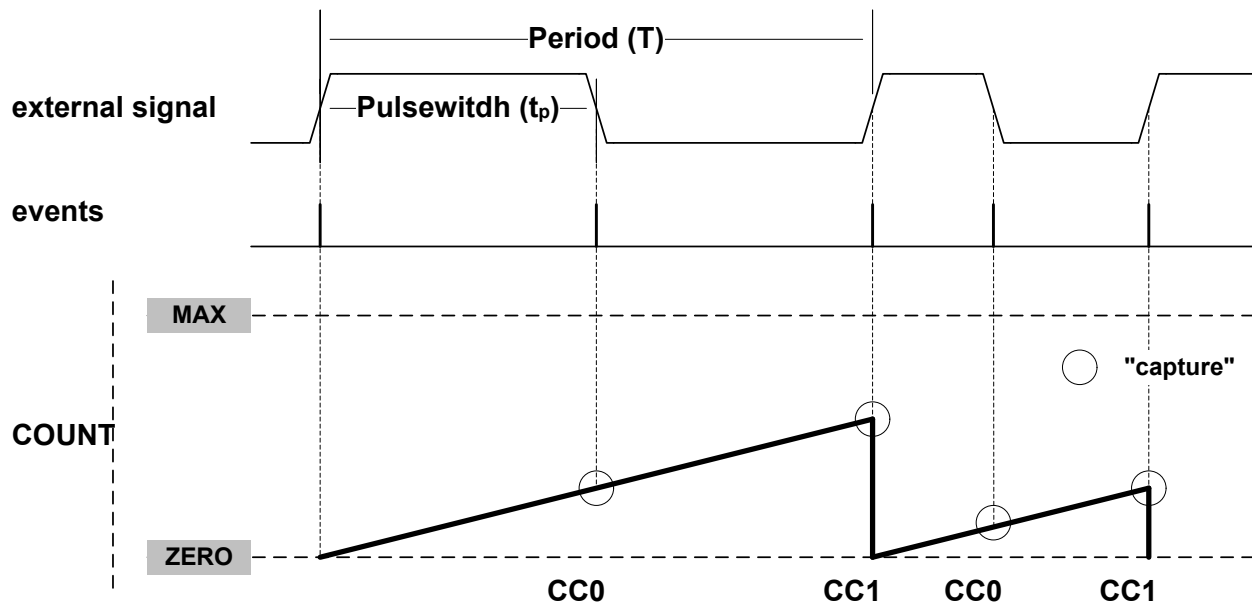 Period (T)
external signal
Pulsewitdh (tp)
events
MAX
"capture"
COUNT
ZERO
CC0 CC1 CC0 CC1